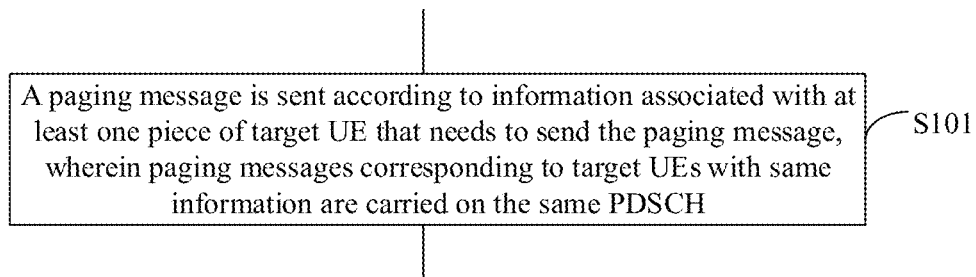 A paging message is sent according to information associated with at
least one piece of target UE that needs to send the paging message,
wherein paging messages corresponding to target UEs with same
information are carried on the same PDSCH
S101